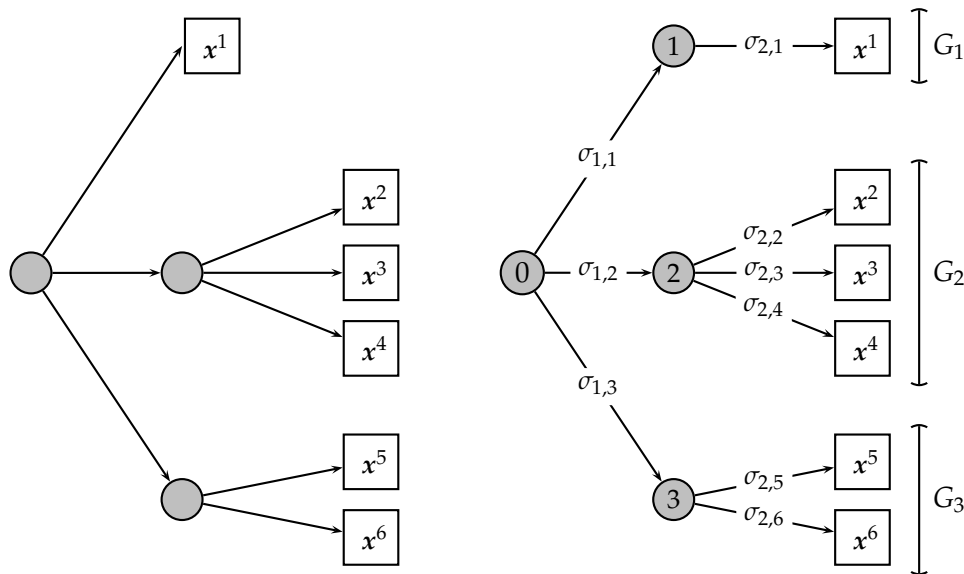 x¹
x²
x³
x⁴
x⁵
x⁶
0
σ₁,₁
σ₁,₂
σ₁,₃
1
σ₂,₁
x¹
G₁
2
σ₂,₂
σ₂,₃
σ₂,₄
x²
x³
x⁴
G₂
3
σ₂,₅
σ₂,₆
x⁵
x⁶
G₃